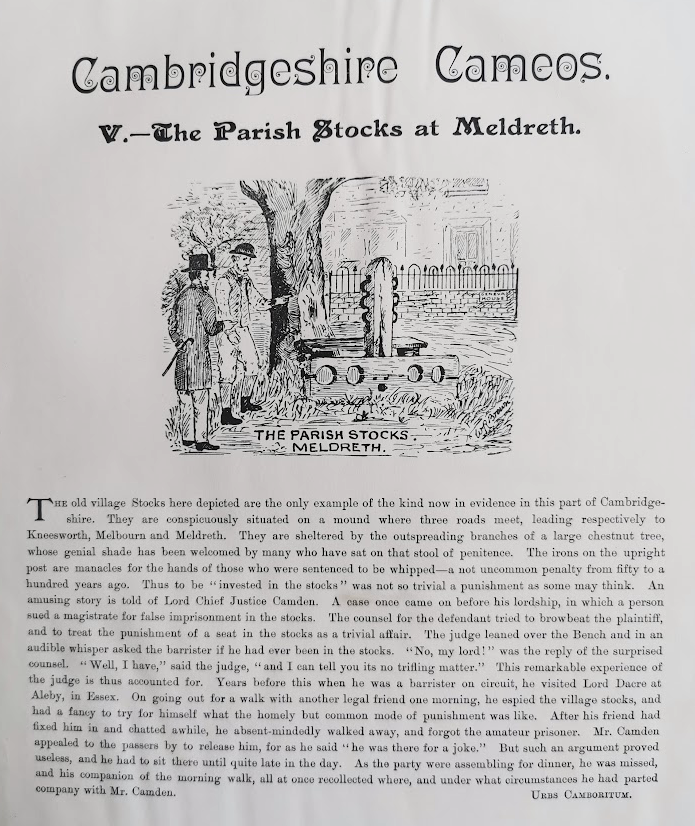 Cambridgeshire Cameos.
V.—The Parish Stocks at Meldreth.
THE PARISH STOCKS.
MELDRETH.
THE old village Stocks here depicted are the only example of the kind now in evidence in this part of Cambridge-
shire. They are conspicuously situated on a mound where three roads meet, leading respectively to
Kneesworth, Melbourn and Meldreth. They are sheltered by the outspreading branches of a large chestnut tree,
whose genial shade has been welcomed by many who have sat on that stool of penitence. The irons on the upright
post are manacles for the hands of those who were sentenced to be whipped—a not uncommon penalty from fifty to a
hundred years ago. Thus to be "invested in the stocks" was not so trivial a punishment as some may think. An
amusing story is told of Lord Chief Justice Camden. A case once came on before his lordship, in which a person
sued a magistrate for false imprisonment in the stocks. The counsel for the defendant tried to browbeat the plaintiff,
and to treat the punishment of a seat in the stocks as a trivial affair. The judge leaned over the Bench and in an
audible whisper asked the barrister if he had ever been in the stocks. "No, my lord!" was the reply of the surprised
counsel. "Well, I have," said the judge, "and I can tell you its no trifling matter." This remarkable experience of
the judge is thus accounted for. Years before this when he was a barrister on circuit, he visited Lord Dacre at
Aleby, in Essex. On going out for a walk with another legal friend one morning, he espied the village stocks, and
had a fancy to try for himself what the homely but common mode of punishment was like. After his friend had
fixed him in and chatted awhile, he absent-mindedly walked away, and forgot the amateur prisoner. Mr. Camden
appealed to the passers by to release him, for as he said "he was there for a joke." But such an argument proved
useless, and he had to sit there until quite late in the day. As the party were assembling for dinner, he was missed,
and his companion of the morning walk, all at once recollected where, and under what circumstances he had parted
company with Mr. Camden.
URBS CAMBORITUM.